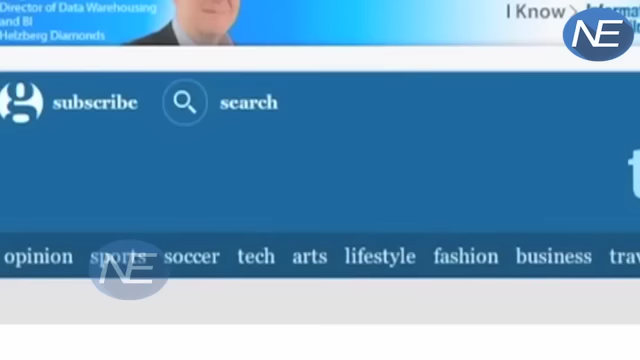 Director of Data Warehousing
and BI
Helzberg Diamonds
I Know
NE
g subscribe search
opinion sports soccer tech arts lifestyle fashion business
NE